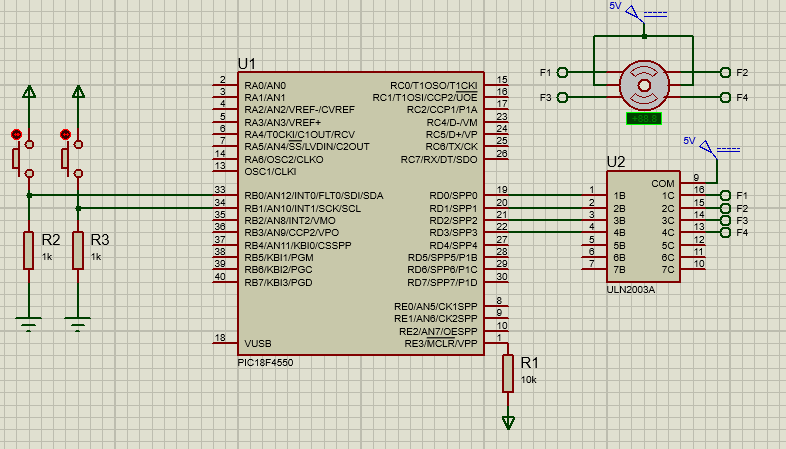 5V
F1
F2
F3
F4
+88.8
U1
2 RA0/AN0
3 RA1/AN1
4 RA2/AN2/VREF-/CVREF
5 RA3/AN3/VREF+
6 RA4/T0CKI/C1OUT/RCV
7 RA5/AN4/SS/LVDIN/C2OUT
14 RA6/OSC2/CLKO
13 OSC1/CLKI
33 RB0/AN12/INT0/FLT0/SDI/SDA
34 RB1/AN10/INT1/SCK/SCL
35 RB2/AN8/INT2/VMO
36 RB3/AN9/CCP2/VPO
37 RB4/AN11/KBI0/CSSPP
38 RB5/KBI1/PGM
39 RB6/KBI2/PGC
40 RB7/KBI3/PGD
18 VUSB
RC0/T1OSO/T1CKI 15
RC1/T1OSI/CCP2/UOE 16
RC2/CCP1/P1A 17
RC4/D-/VM 23
RC5/D+/VP 24
RC6/TX/CK 25
RC7/RX/DT/SDO 26
RD0/SPP0 19
RD1/SPP1 20
RD2/SPP2 21
RD3/SPP3 22
RD4/SPP4 27
RD5/SPP5/P1B 28
RD6/SPP6/P1C 29
RD7/SPP7/P1D 30
RE0/AN5/CK1SPP 8
RE1/AN6/CK2SPP 9
RE2/AN7/OESPP 10
RE3/MCLR/VPP 1
PIC18F4550
R2
1k
R3
1k
R1
10k
5V
U2
COM 9
1 1B
2 2B
3 3B
4 4B
5 5B
6 6B
7 7B
1C 16 F1
2C 15 F2
3C 14 F3
4C 13 F4
5C 12
6C 11
7C 10
ULN2003A